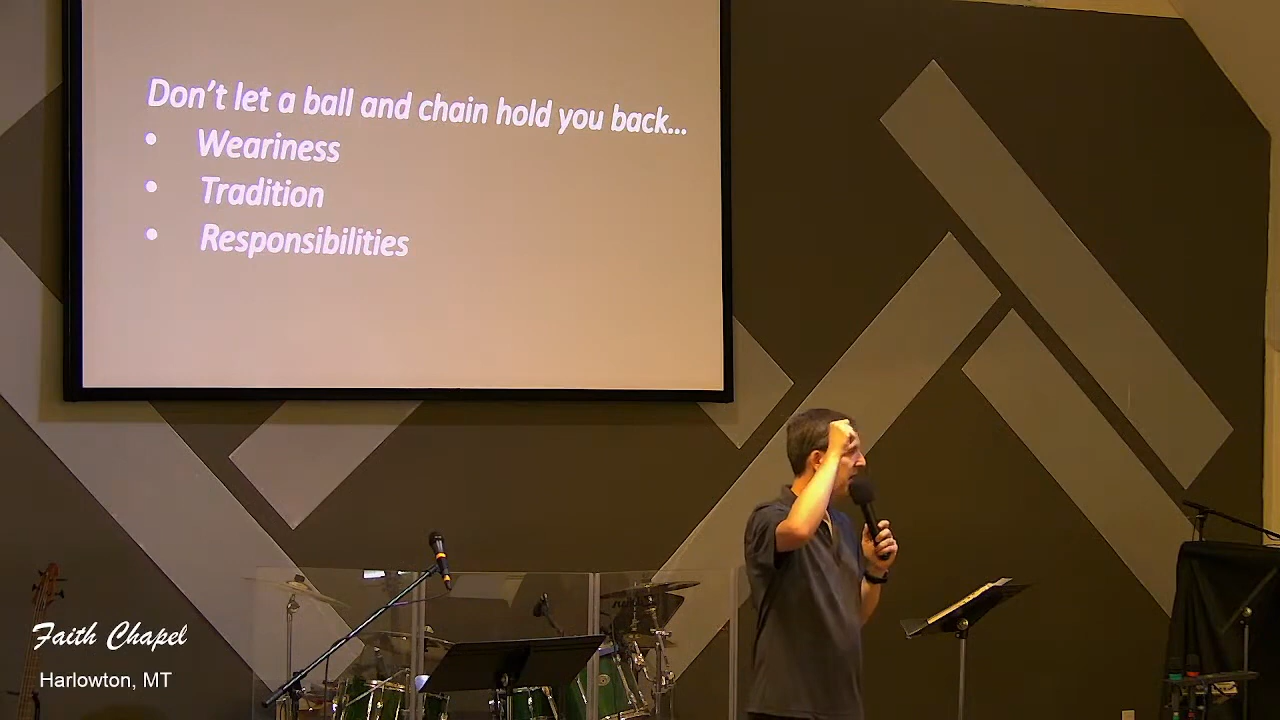 Don't let a ball and chain hold you back...
• Weariness
• Tradition
• Responsibilities
Faith Chapel
Harlowton, MT